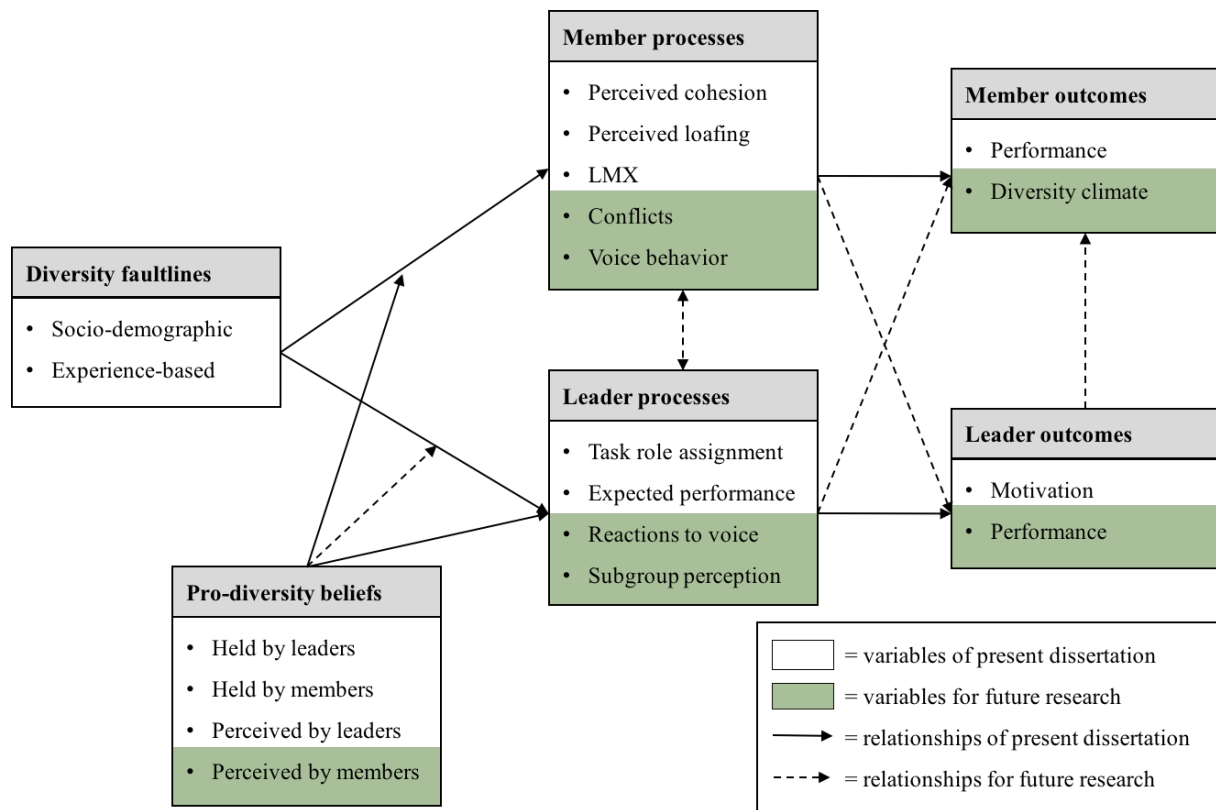 Member processes
• Perceived cohesion
• Perceived loafing
• LMX
• Conflicts
• Voice behavior
Member outcomes
• Performance
• Diversity climate
Diversity faultlines
• Socio-demographic
• Experience-based
Leader processes
• Task role assignment
• Expected performance
• Reactions to voice
• Subgroup perception
Leader outcomes
• Motivation
• Performance
Pro-diversity beliefs
• Held by leaders
• Held by members
• Perceived by leaders
• Perceived by members
= variables of present dissertation
= variables for future research
= relationships of present dissertation
= relationships for future research